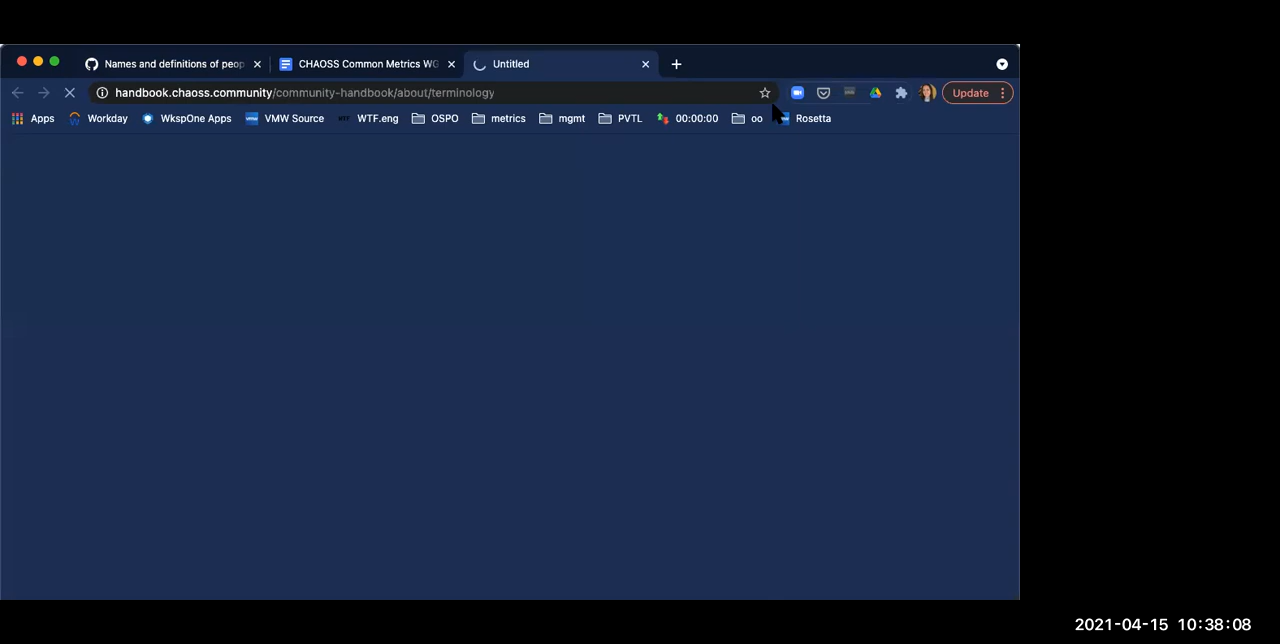 Names and definitions of peop
CHAOSS Common Metrics WG
Untitled
handbook.chaoss.community/community-handbook/about/terminology
Update
Apps
Workday
WkspOne Apps
VMW Source
WTF.eng
OSPO
metrics
mgmt
PVTL
00:00:00
oo
Rosetta
2021-04-15 10:38:08